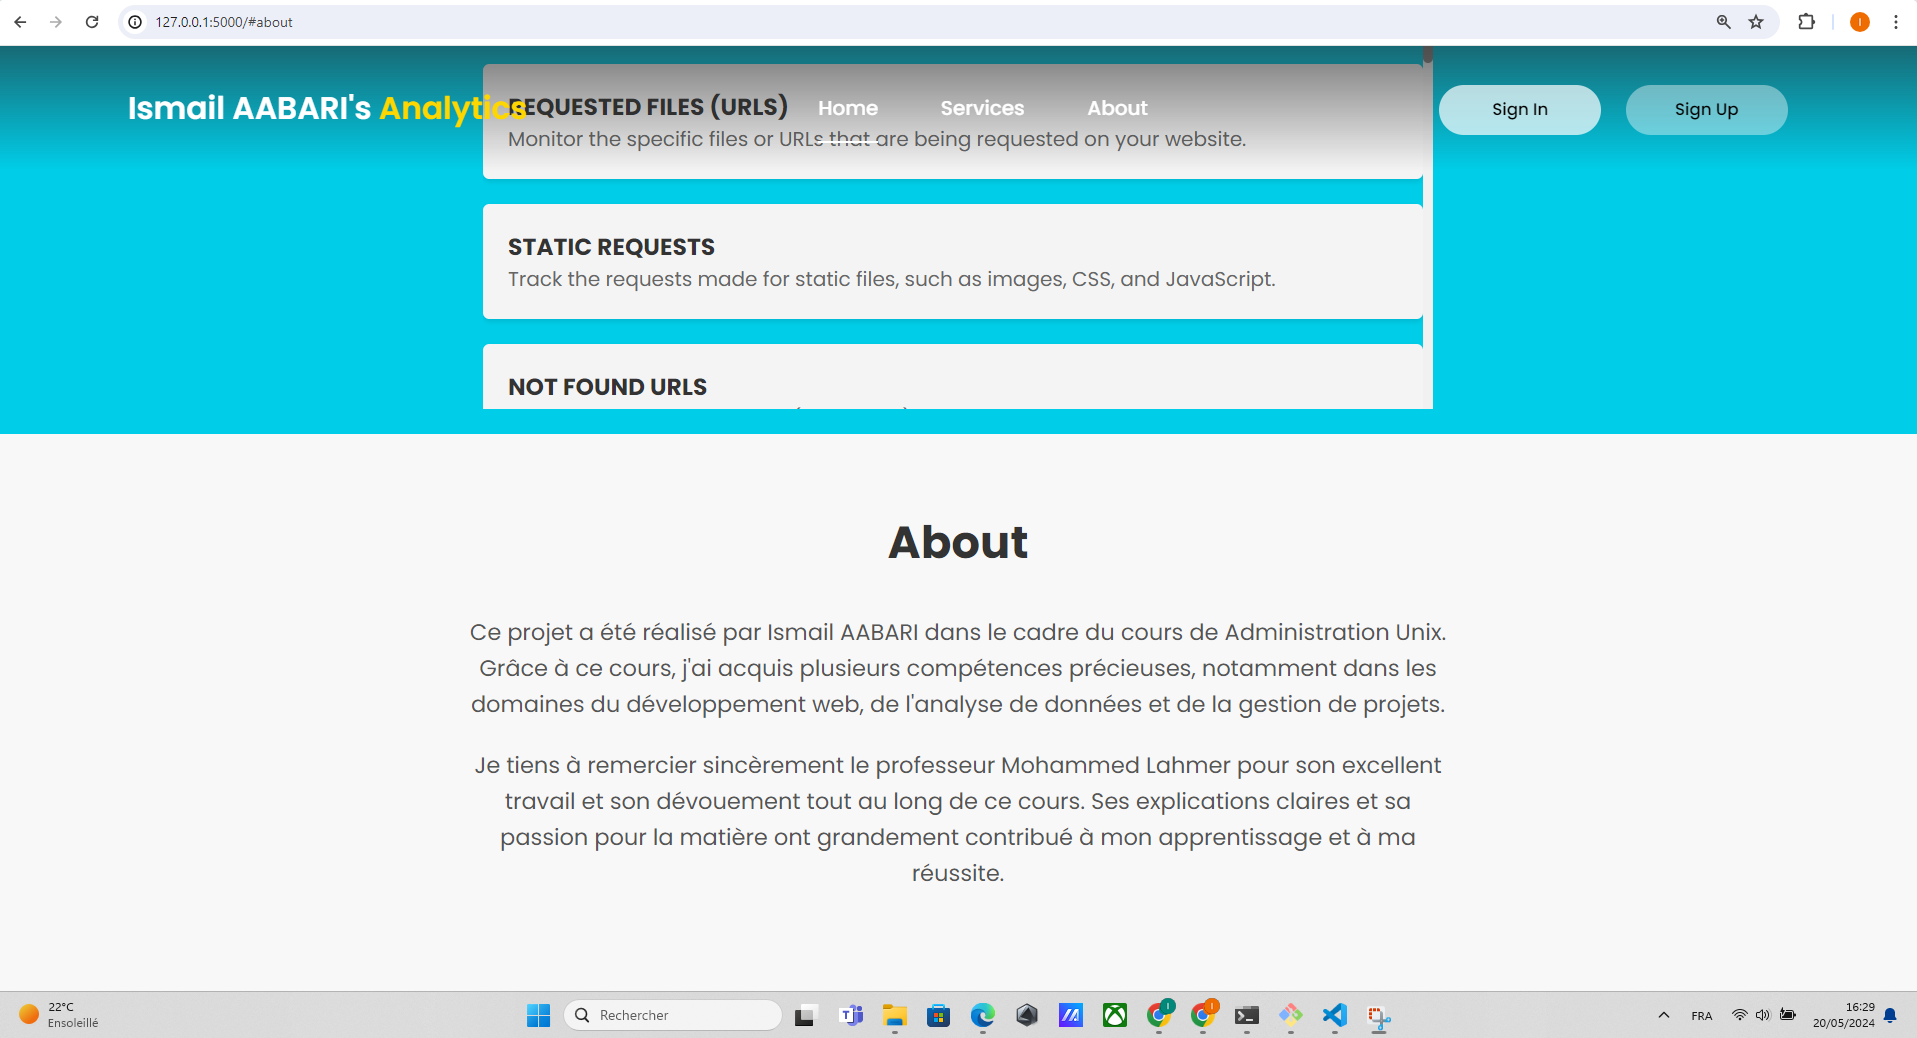 127.0.0.1:5000/#about
Ismail AABARI's Analytics
Home
Services
About
Sign In
Sign Up
REQUESTED FILES (URLS)
Monitor the specific files or URLs that are being requested on your website.
STATIC REQUESTS
Track the requests made for static files, such as images, CSS, and JavaScript.
NOT FOUND URLS
About
Ce projet a été réalisé par Ismail AABARI dans le cadre du cours de Administration Unix.
Grâce à ce cours, j'ai acquis plusieurs compétences précieuses, notamment dans les
domaines du développement web, de l'analyse de données et de la gestion de projets.
Je tiens à remercier sincèrement le professeur Mohammed Lahmer pour son excellent
travail et son dévouement tout au long de ce cours. Ses explications claires et sa
passion pour la matière ont grandement contribué à mon apprentissage et à ma
réussite.
22°C
Ensoleillé
Rechercher
FRA
16:29
20/05/2024